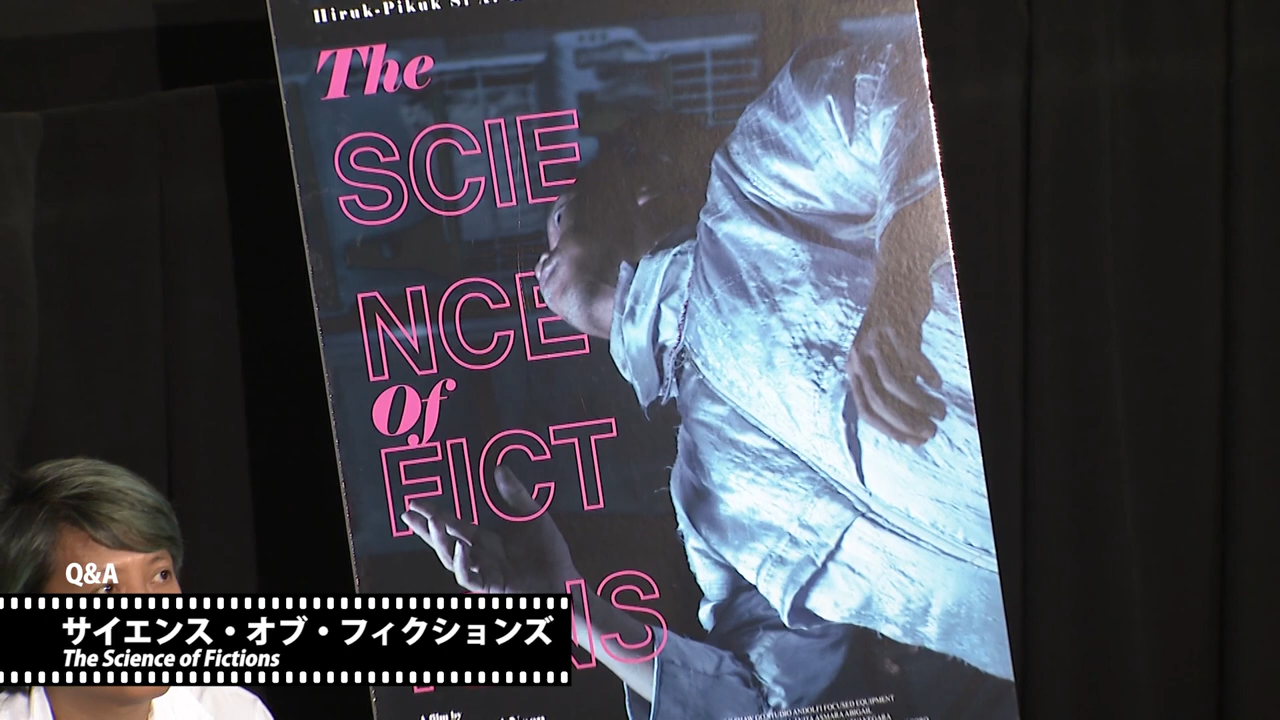 Hiruk-Pikuk
The
SCIE
NCE
Of
FICT
NS
A film by
Q&A
サイエンス・オブ・フィクションズ
The Science of Fictions